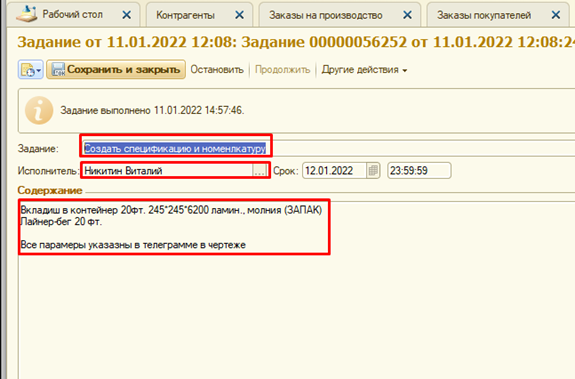 Рабочий стол
Контрагенты
Заказы на производство
Заказы покупателей
Задание от 11.01.2022 12:08: Задание 00000056252 от 11.01.2022 12:08:24
Сохранить и закрыть Остановить Продолжить Другие действия
Задание выполнено 11.01.2022 14:57:46.
Задание: Создать спецификацию и номенлкатуру
Исполнитель: Никитин Виталий ... Срок: 12.01.2022 23:59:59
Содержание
Вкладиш в контейнер 20фт. 245*245*6200 ламин., молния (ЗАПАК)
Лайнер-бег 20 фт.
Все парамеры указазны в телеграмме в чертеже